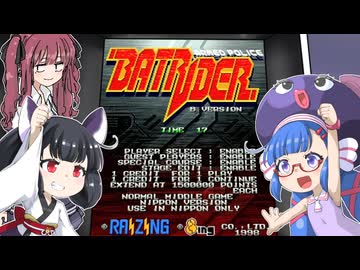 ARMED POLICE
BATRIDER
B VERSION
TIME 17
PLAYER SELECT : ENABLE
GUEST PLAYERS : ENABLE
SPECIAL COURSE : ENABLE
STAGE EDIT : ENABLE
1 CREDIT FOR 1 PLAY
1 CREDIT FOR 1 CONTINUE
EXTEND AT 1500000 POINTS
EACH
NORMAL MIDDLE GAME
NIPPON VERSION
USE IN NIPPON ONLY
RAIZING
8ing
CO.,LTD.
1998